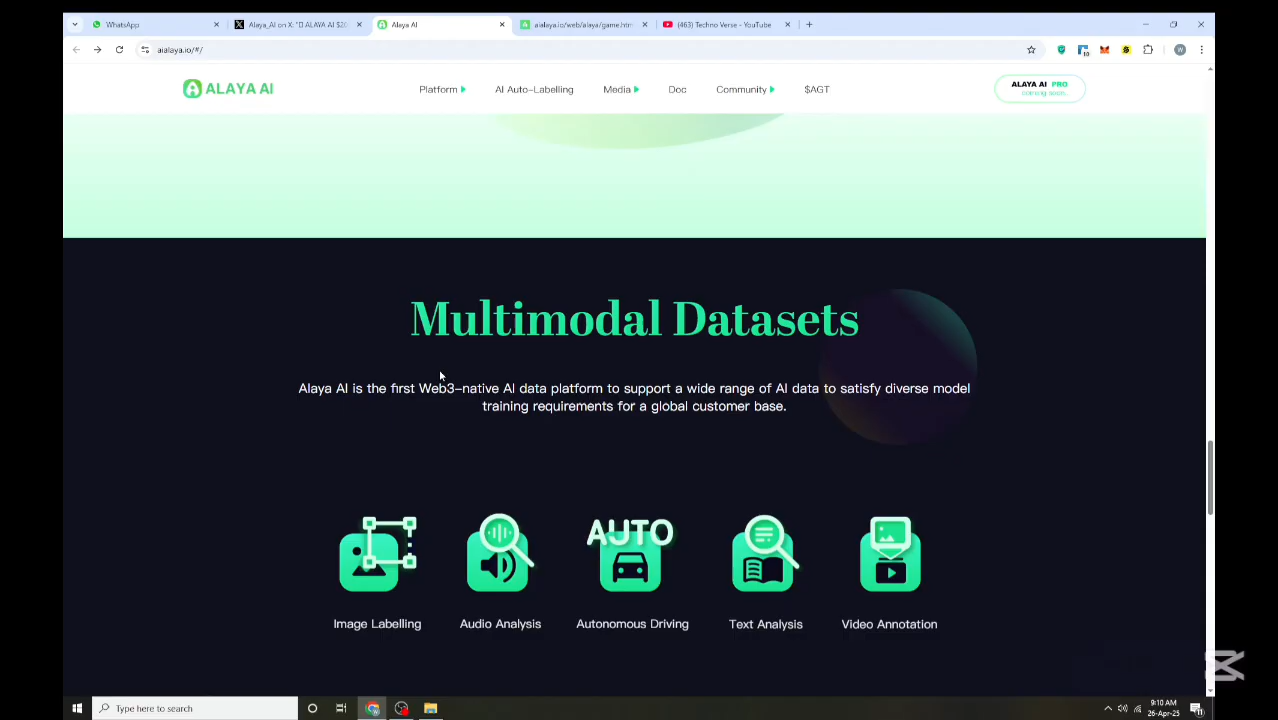 WhatsApp
Alaya_AI on X: "🎁 ALAYA AI $20
Alaya AI
aialaya.io/web/alaya/game.htm
(463) Techno Verse - YouTube
aialaya.io/#/
10
W
ALAYA AI
Platform
AI Auto-Labelling
Media
Doc
Community
$AGT
ALAYA AI PRO
Multimodal Datasets
Alaya AI is the first Web3-native AI data platform to support a wide range of AI data to satisfy diverse model
training requirements for a global customer base.
AUTO
Image Labelling
Audio Analysis
Autonomous Driving
Text Analysis
Video Annotation
Type here to search
9:10 AM
26-Apr-25